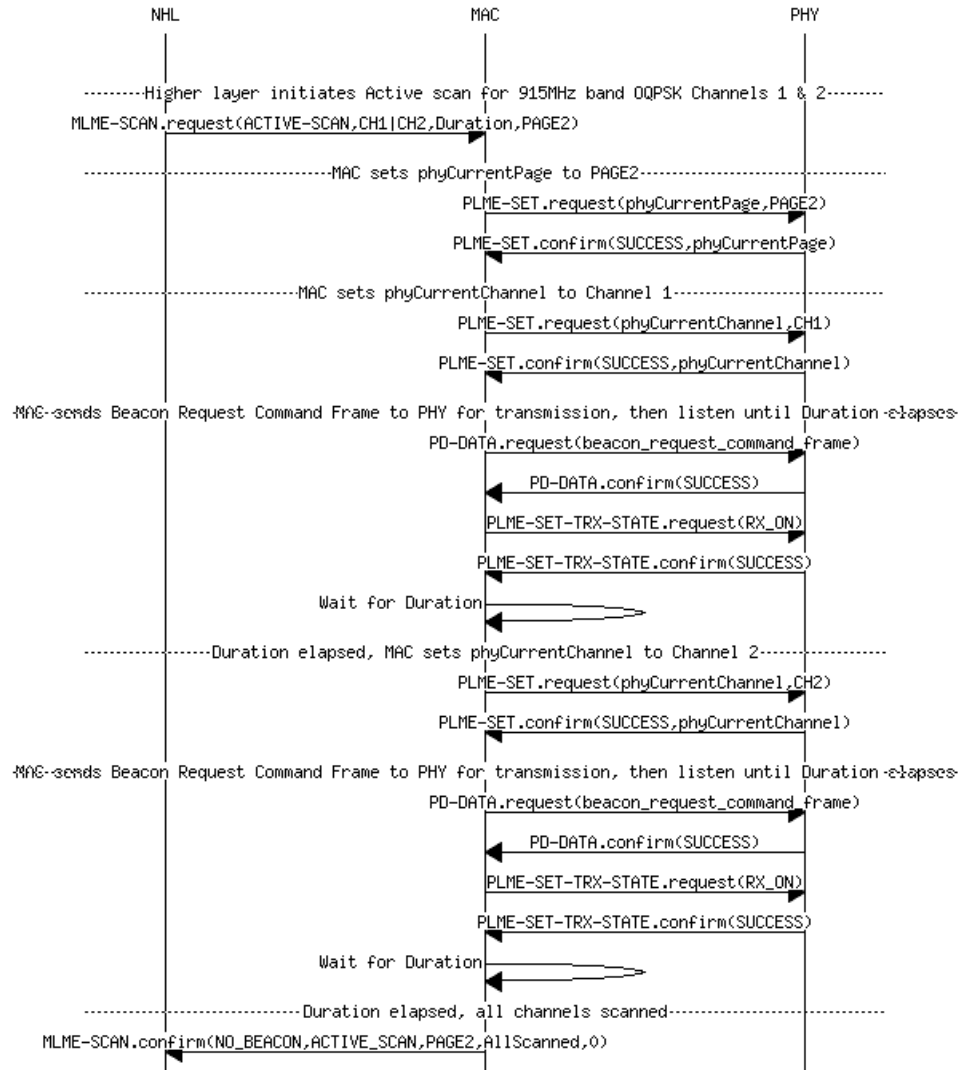 NHL MAC PHY
Higher layer initiates Active scan for 915MHz band OQPSK Channels 1 & 2
MLME-SCAN.request(ACTIVE-SCAN,CH1|CH2,Duration,PAGE2)
MAC sets phyCurrentPage to PAGE2
PLME-SET.request(phyCurrentPage,PAGE2)
PLME-SET.confirm(SUCCESS,phyCurrentPage)
MAC sets phyCurrentChannel to Channel 1
PLME-SET.request(phyCurrentChannel,CH1)
PLME-SET.confirm(SUCCESS,phyCurrentChannel)
MAC sends Beacon Request Command Frame to PHY for transmission, then listen until Duration elapses
PD-DATA.request(beacon_request_command_frame)
PD-DATA.confirm(SUCCESS)
PLME-SET-TRX-STATE.request(RX_ON)
PLME-SET-TRX-STATE.confirm(SUCCESS)
Wait for Duration
Duration elapsed, MAC sets phyCurrentChannel to Channel 2
PLME-SET.request(phyCurrentChannel,CH2)
PLME-SET.confirm(SUCCESS,phyCurrentChannel)
MAC sends Beacon Request Command Frame to PHY for transmission, then listen until Duration elapses
PD-DATA.request(beacon_request_command_frame)
PD-DATA.confirm(SUCCESS)
PLME-SET-TRX-STATE.request(RX_ON)
PLME-SET-TRX-STATE.confirm(SUCCESS)
Wait for Duration
Duration elapsed, all channels scanned
MLME-SCAN.confirm(NO_BEACON,ACTIVE_SCAN,PAGE2,AllScanned,0)